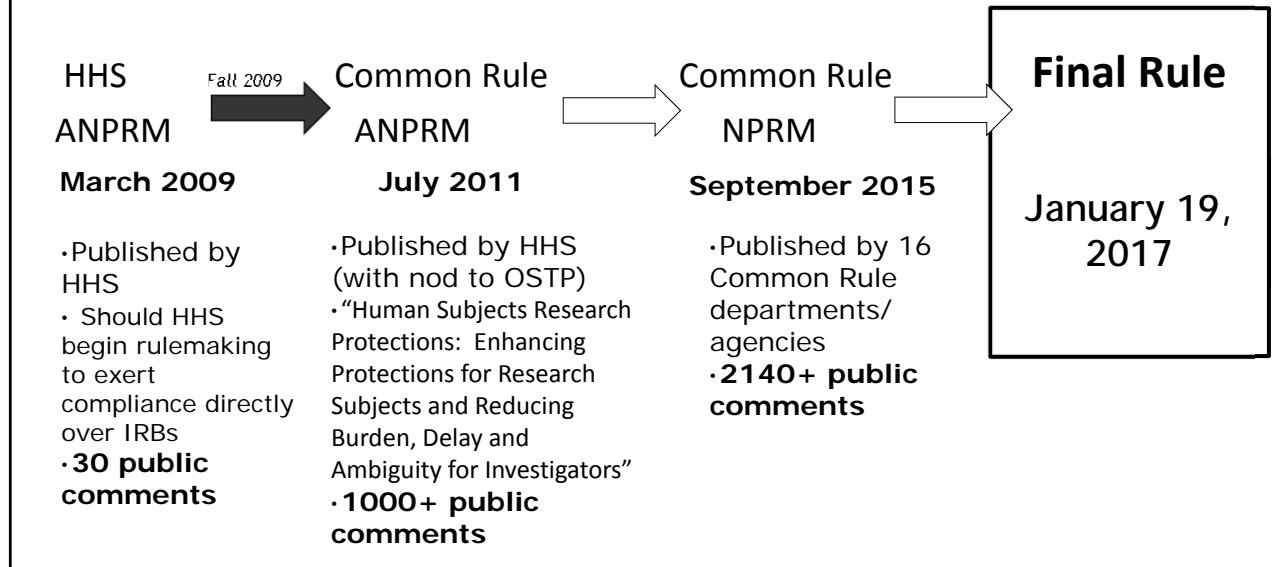 HHS
ANPRM
March 2009
·Published by
HHS
· Should HHS
begin rulemaking
to exert
compliance directly
over IRBs
·30 public
comments
Fall 2009
Common Rule
ANPRM
July 2011
·Published by HHS
(with nod to OSTP)
·“Human Subjects Research
Protections:  Enhancing
Protections for Research
Subjects and Reducing
Burden, Delay and
Ambiguity for Investigators”
·1000+ public
comments
Common Rule
NPRM
September 2015
·Published by 16
Common Rule
departments/
agencies
·2140+ public
comments
Final Rule
January 19,
2017